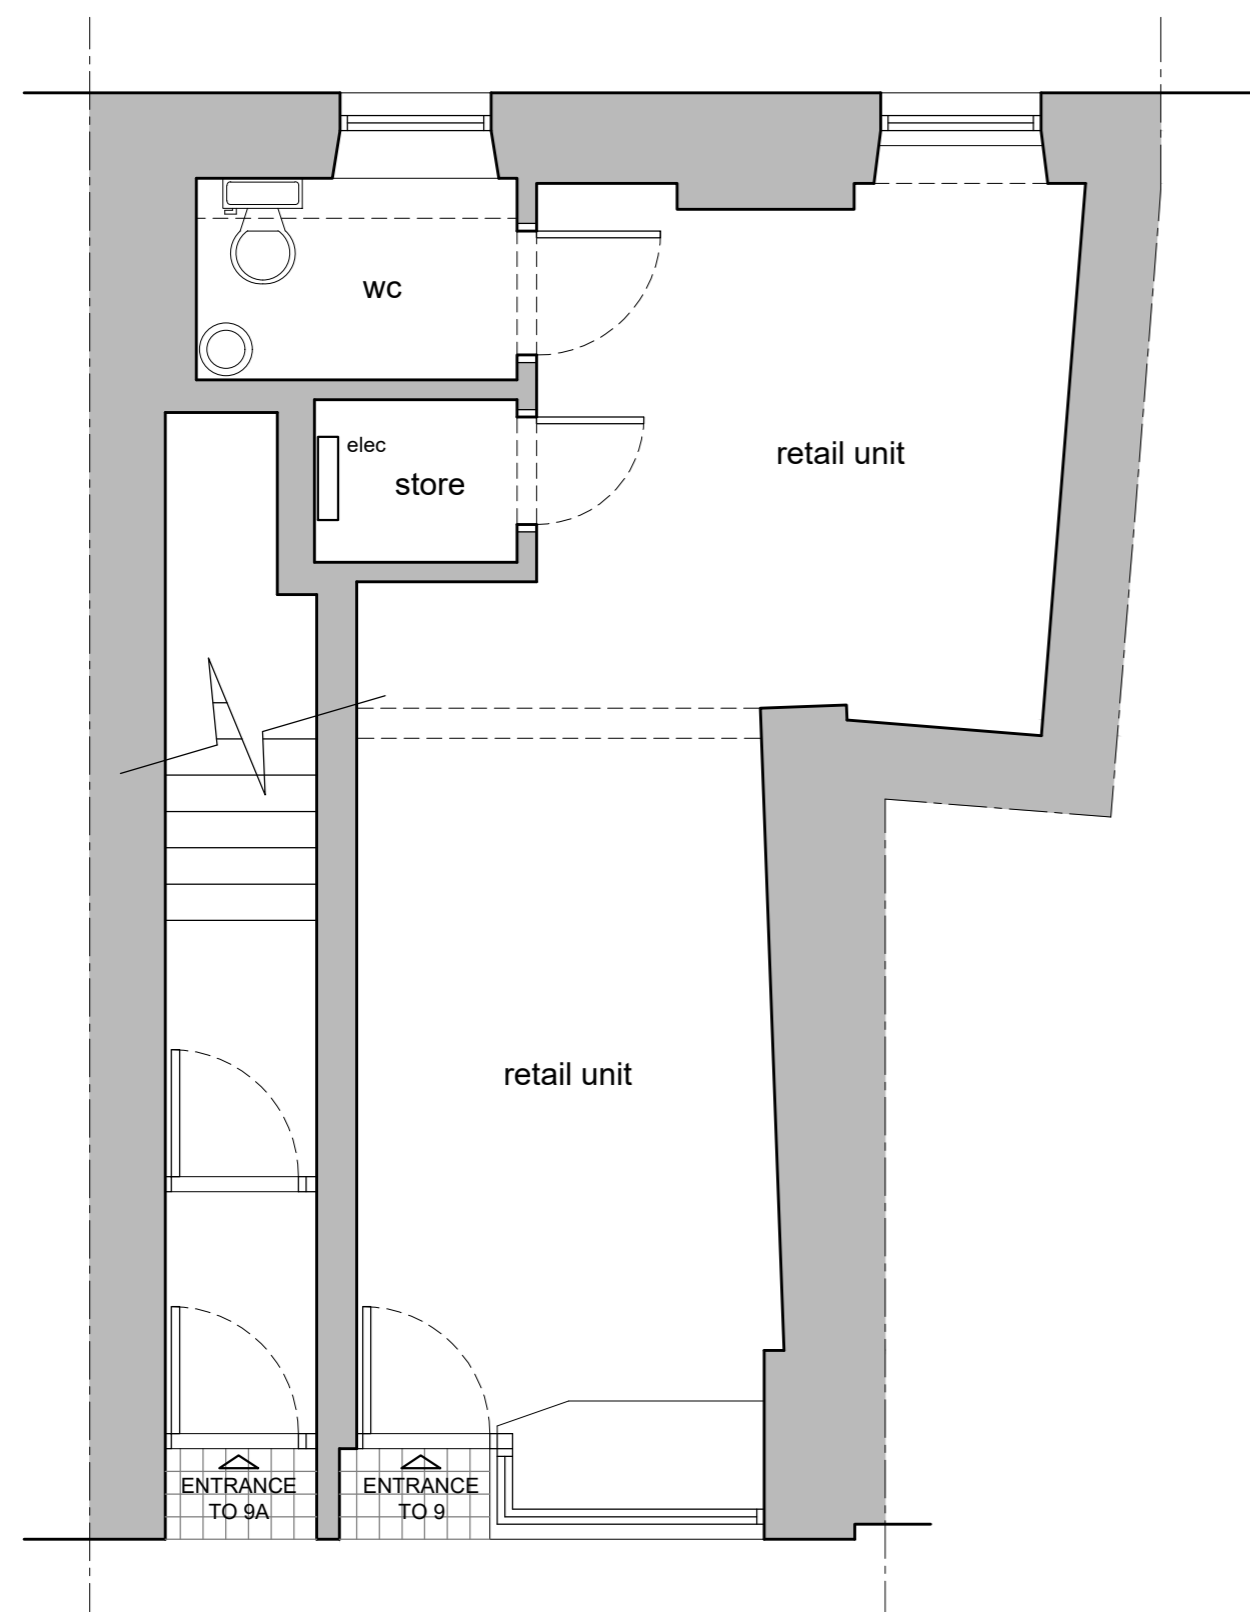 wc
elec
store
retail unit
retail unit
ENTRANCE
TO 9A
ENTRANCE
TO 9